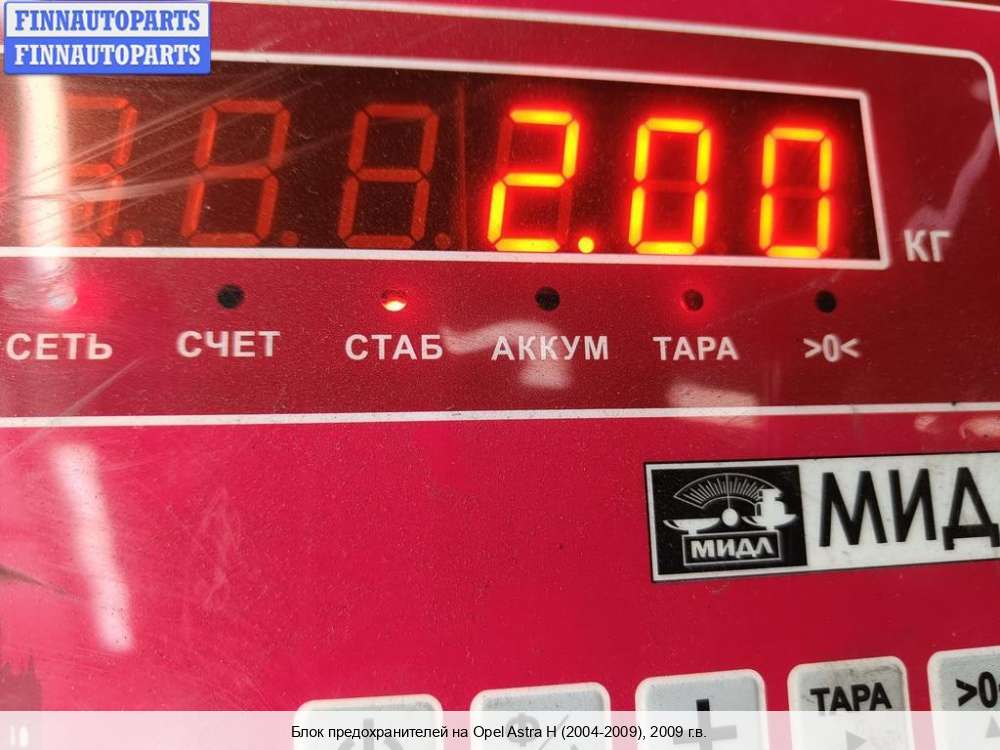 FINNAUTOPARTS
FINNAUTOPARTS
2.00
КГ
СЕТЬ СЧЕТ СТАБ АККУМ ТАРА >0<
МИДЛ
ТАРА
Блок предохранителей на Opel Astra H (2004-2009), 2009 г.в.